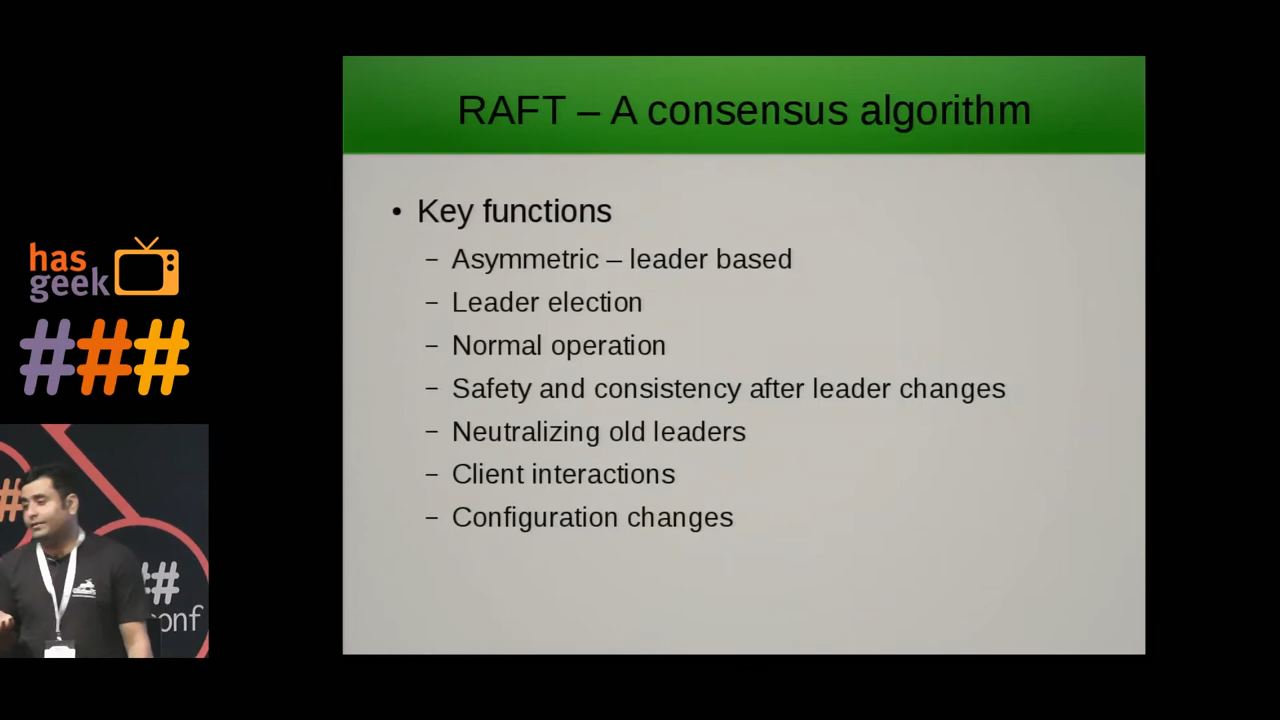 RAFT – A consensus algorithm
• Key functions
– Asymmetric – leader based
– Leader election
– Normal operation
– Safety and consistency after leader changes
– Neutralizing old leaders
– Client interactions
– Configuration changes
has
geek
###
#
##
onf